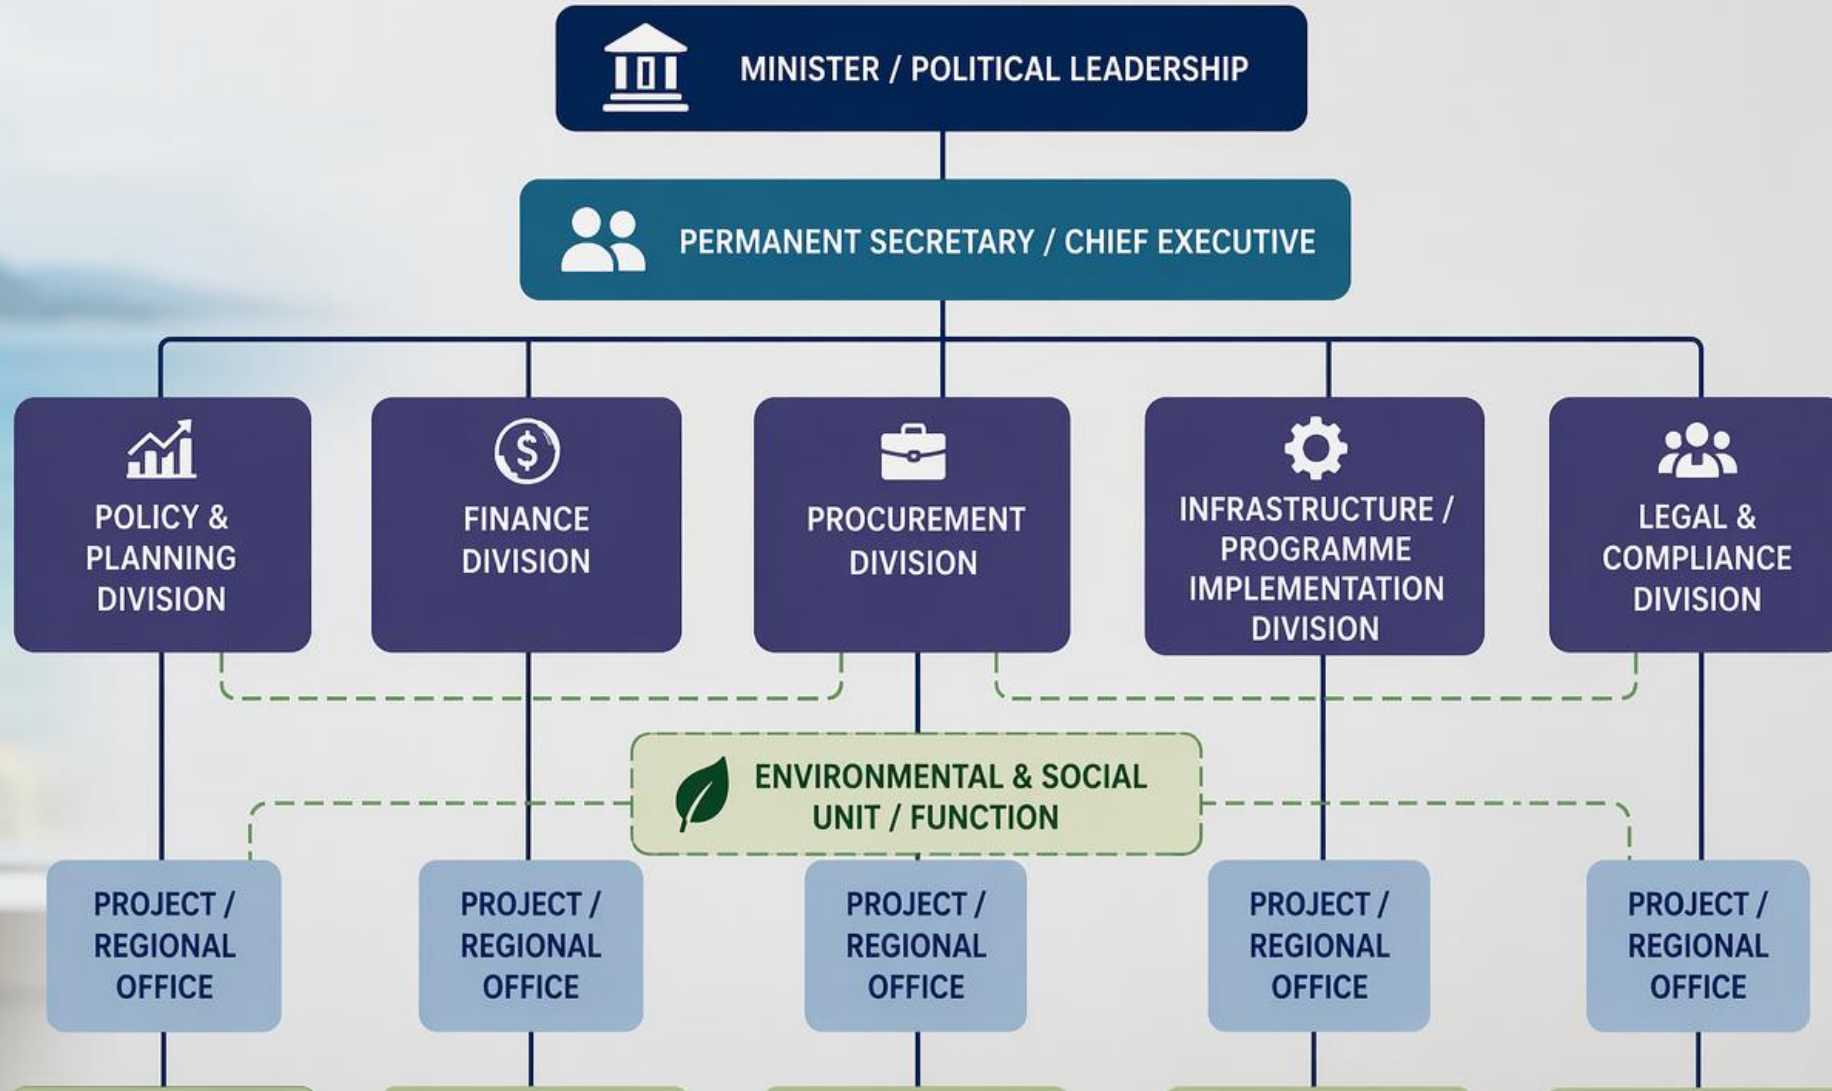 MINISTER / POLITICAL LEADERSHIP
PERMANENT SECRETARY / CHIEF EXECUTIVE
POLICY &
PLANNING
DIVISION
FINANCE
DIVISION
PROCUREMENT
DIVISION
INFRASTRUCTURE /
PROGRAMME
IMPLEMENTATION
DIVISION
LEGAL &
COMPLIANCE
DIVISION
ENVIRONMENTAL & SOCIAL
UNIT / FUNCTION
PROJECT /
REGIONAL
OFFICE
PROJECT /
REGIONAL
OFFICE
PROJECT /
REGIONAL
OFFICE
PROJECT /
REGIONAL
OFFICE
PROJECT /
REGIONAL
OFFICE